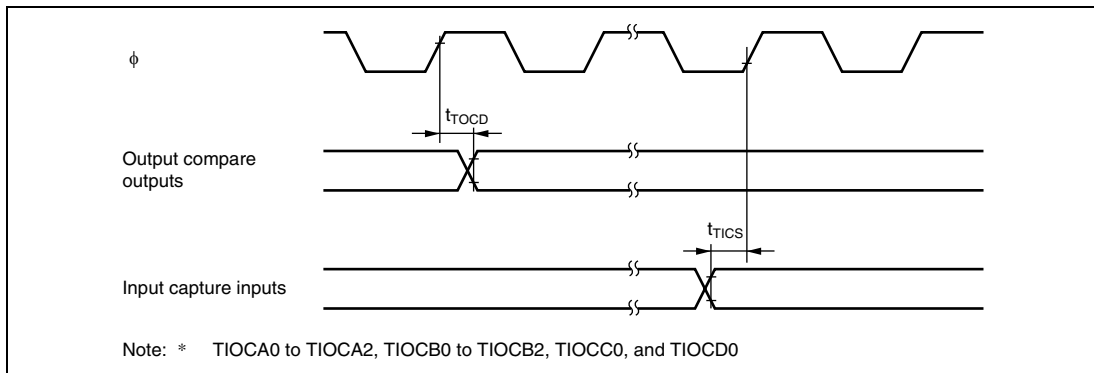 ϕ
tTOCD
Output compare
outputs
tTICS
Input capture inputs
Note: * TIOCA0 to TIOCA2, TIOCB0 to TIOCB2, TIOCC0, and TIOCD0